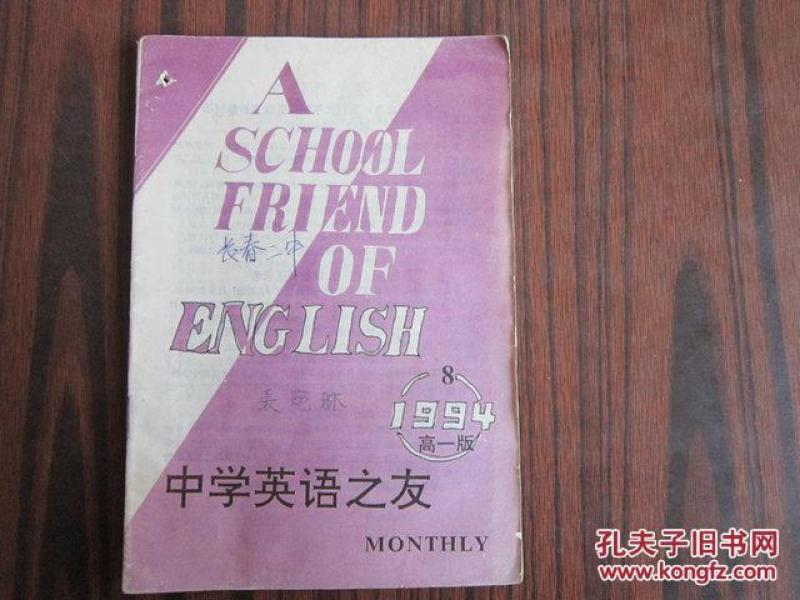 A
SCHOOL
FRIEND
长春二中
OF
ENGLISH
8
1994
高一版
中学英语之友
MONTHLY
孔夫子旧书网
www.kongfz.com